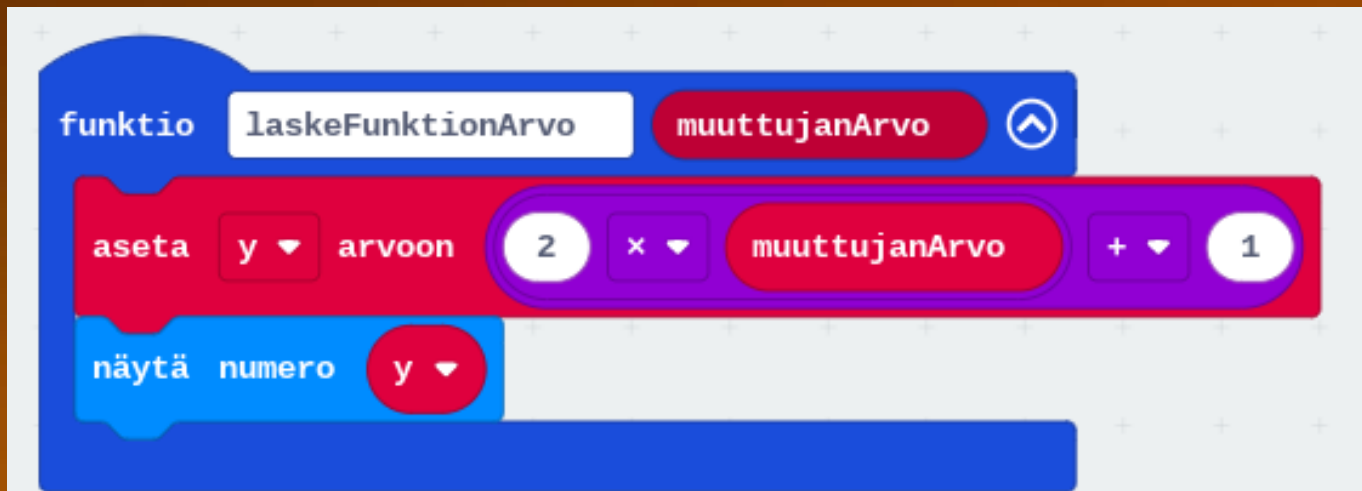 funktio laskeFunktionArvo muuttujanArvo
aseta y arvoon 2 × muuttujanArvo + 1
näytä numero y